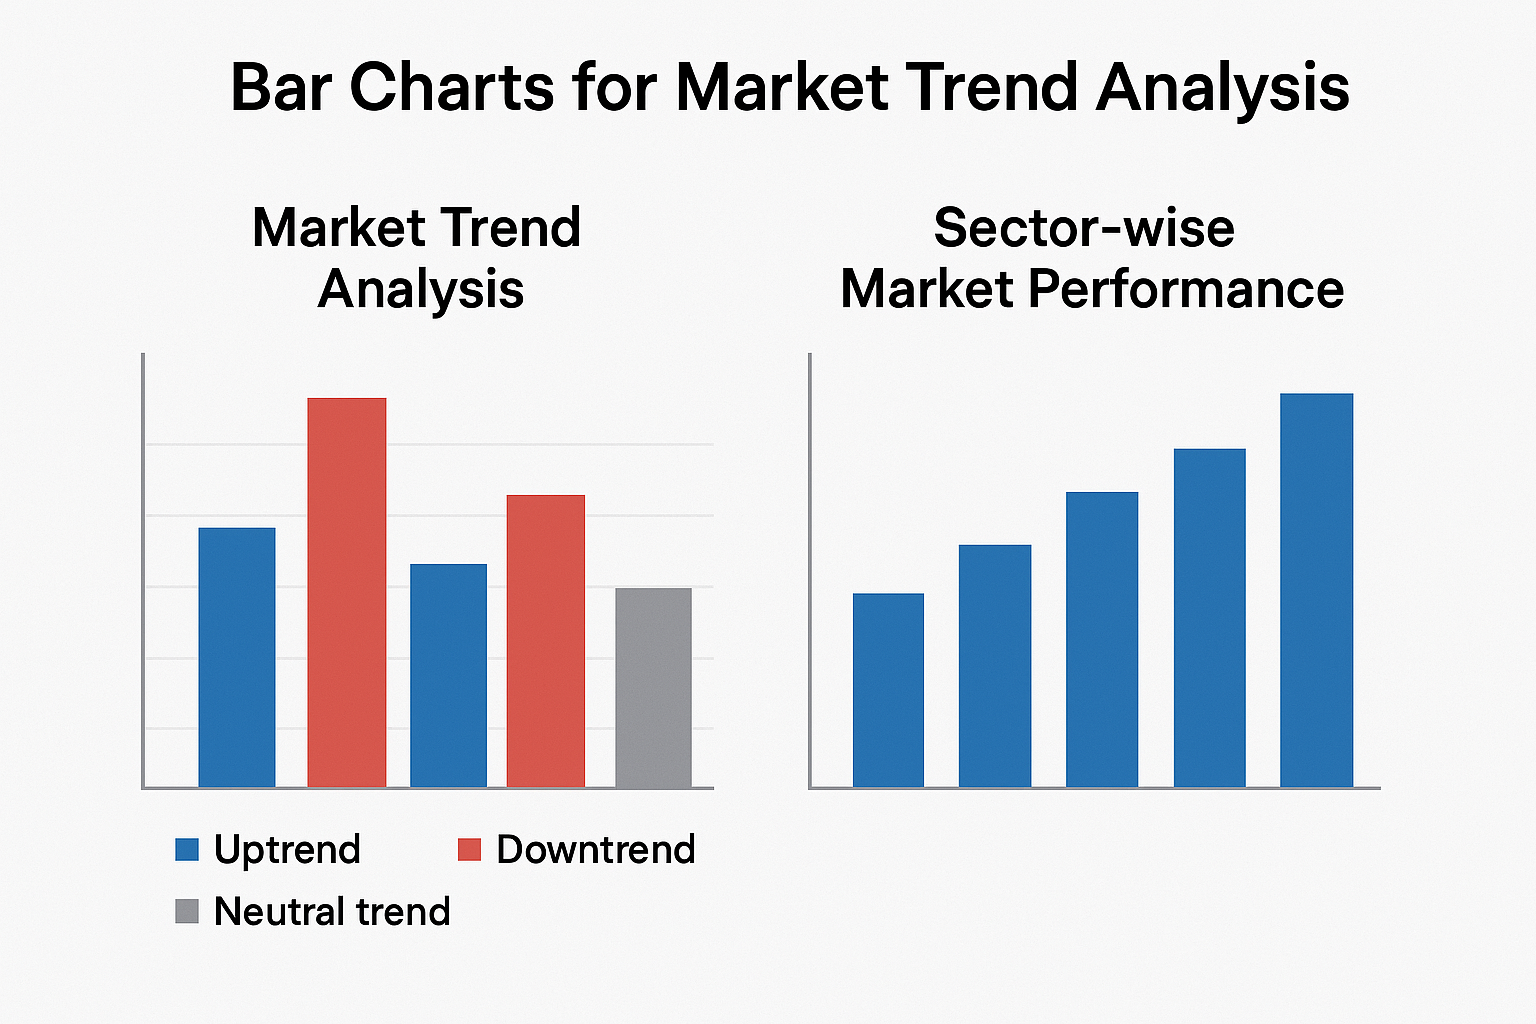 Bar Charts for Market Trend Analysis
Market Trend
Analysis
Sector-wise
Market Performance
Uptrend
Downtrend
Neutral trend